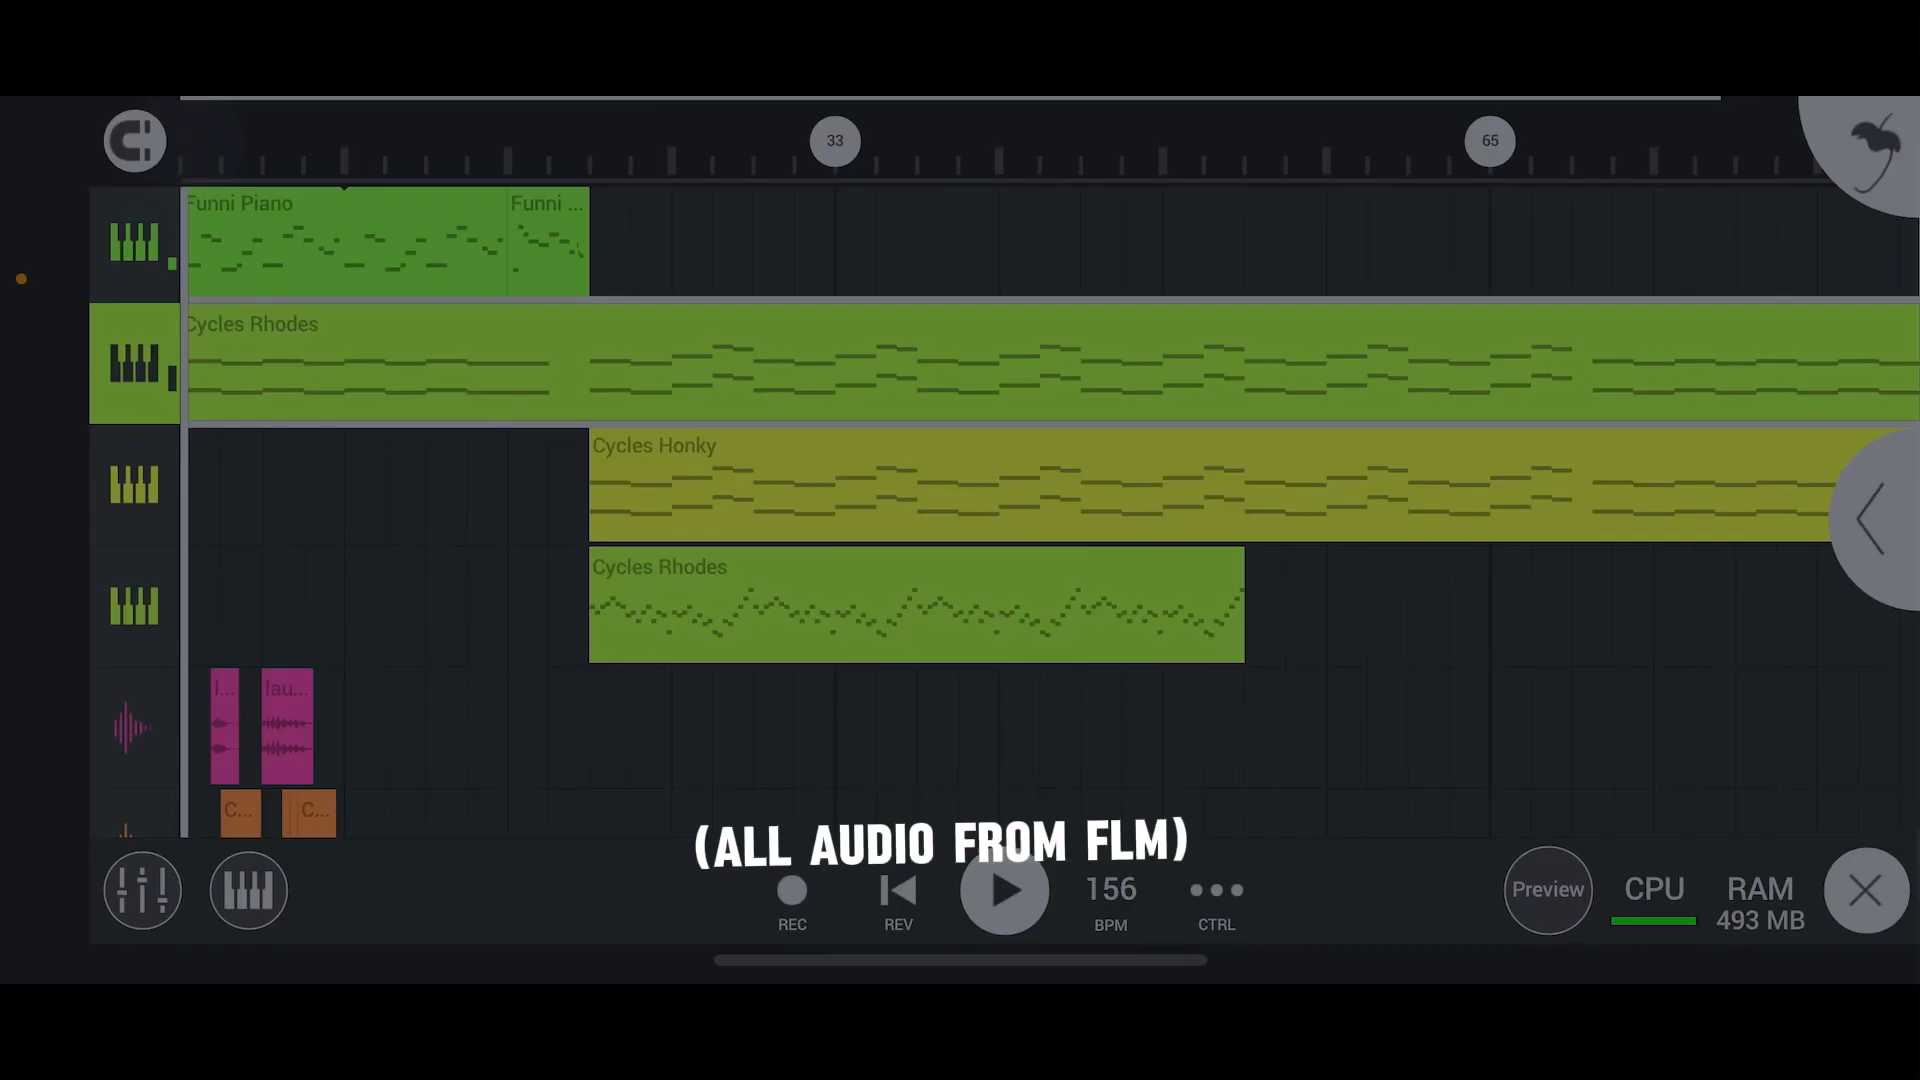 33
65
Funni Piano
Funni ...
Cycles Rhodes
Cycles Honky
Cycles Rhodes
i...
lau...
C...
C...
(ALL AUDIO FROM FLM)
REC
REV
156
BPM
CTRL
Preview
CPU
RAM
493 MB